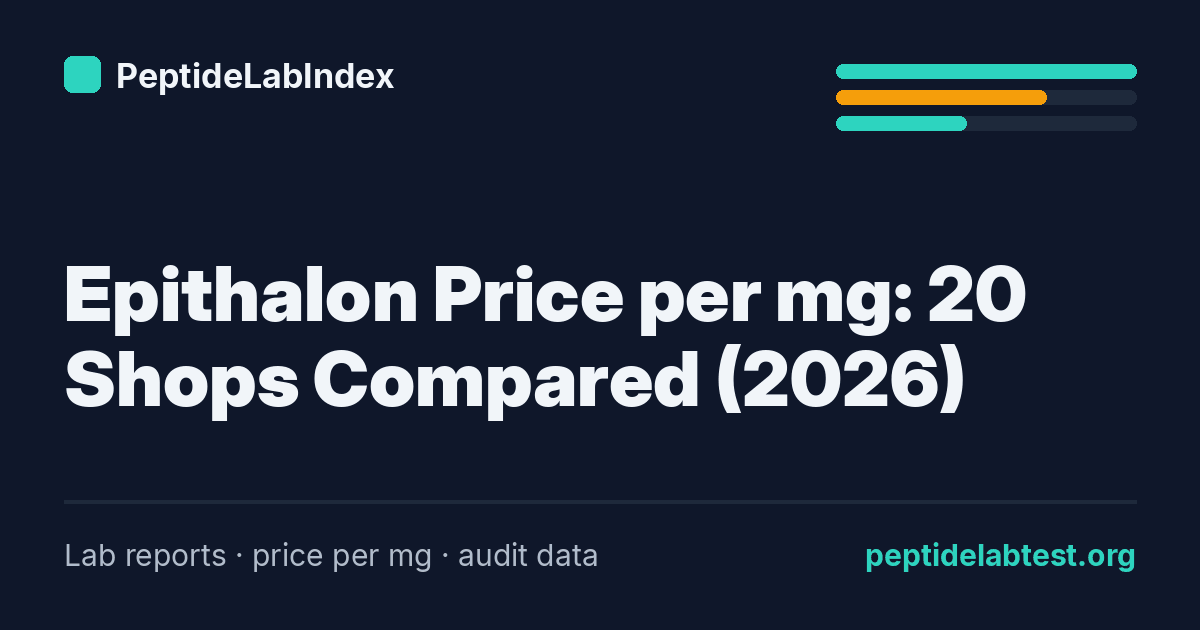 PeptideLabIndex
Epithalon Price per mg: 20
Shops Compared (2026)
Lab reports · price per mg · audit data
peptidelabtest.org